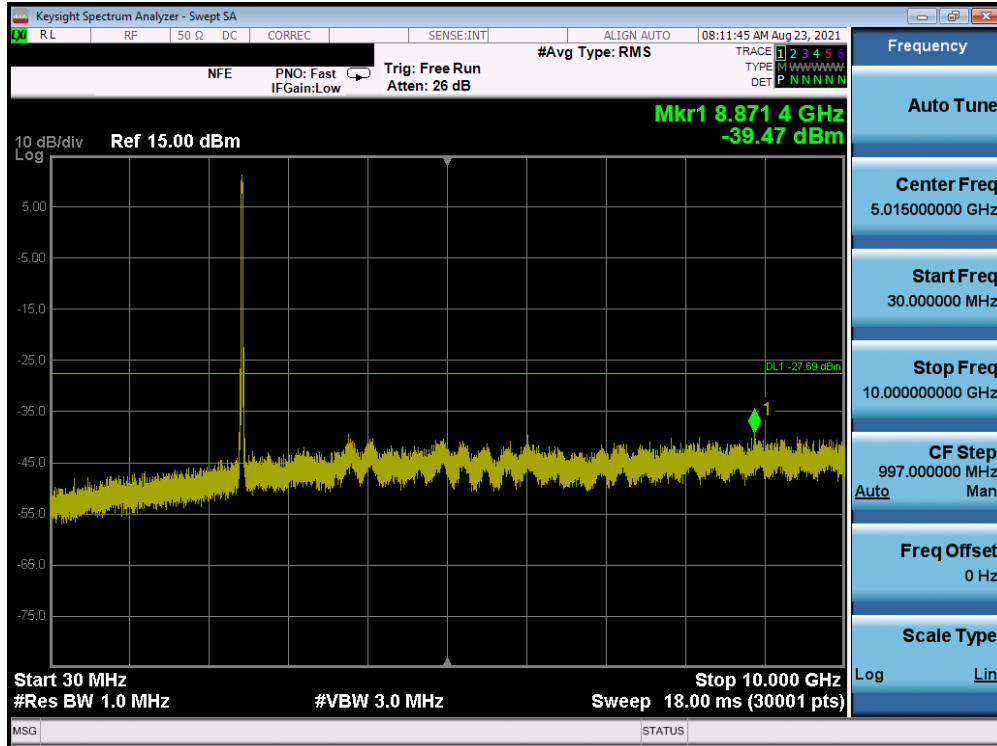 Keysight Spectrum Analyzer - Swept SA
LXI RL RF 50 Ω DC CORREC SENSE:INT ALIGN AUTO 08:11:45 AM Aug 23, 2021
NFE PNO: Fast IFGain:Low Trig: Free Run Atten: 26 dB #Avg Type: RMS
TRACE 1 2 3 4 5 6
TYPE M WWWWW
DET P N N N N N
Mkr1 8.871 4 GHz
-39.47 dBm
10 dB/div Ref 15.00 dBm
Log
5.00
-5.00
-15.0
-25.0
DL1 -27.69 dBm
-35.0
1
-45.0
-55.0
-65.0
-75.0
Start 30 MHz Stop 10.000 GHz
#Res BW 1.0 MHz #VBW 3.0 MHz Sweep 18.00 ms (30001 pts)
MSG STATUS
Frequency
Auto Tune
Center Freq
5.015000000 GHz
Start Freq
30.000000 MHz
Stop Freq
10.000000000 GHz
CF Step
997.000000 MHz
Auto Man
Freq Offset
0 Hz
Scale Type
Log Lin